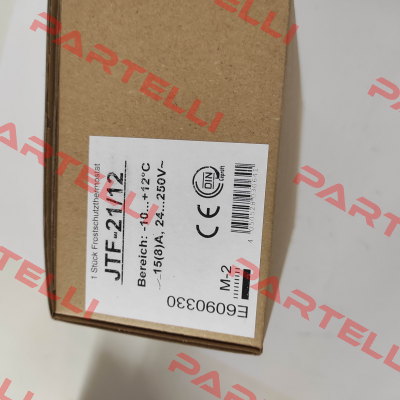 1 Stück Frostschutzthermostat
JTF-21/12
Bereich: -10...+12°C
15(8)A, 24...250V~
CE
DIN
Geprüft
M-2
E6090330
PARTELLI
PARTELLI
PARTELLI
PARTELLI
PARTELLI